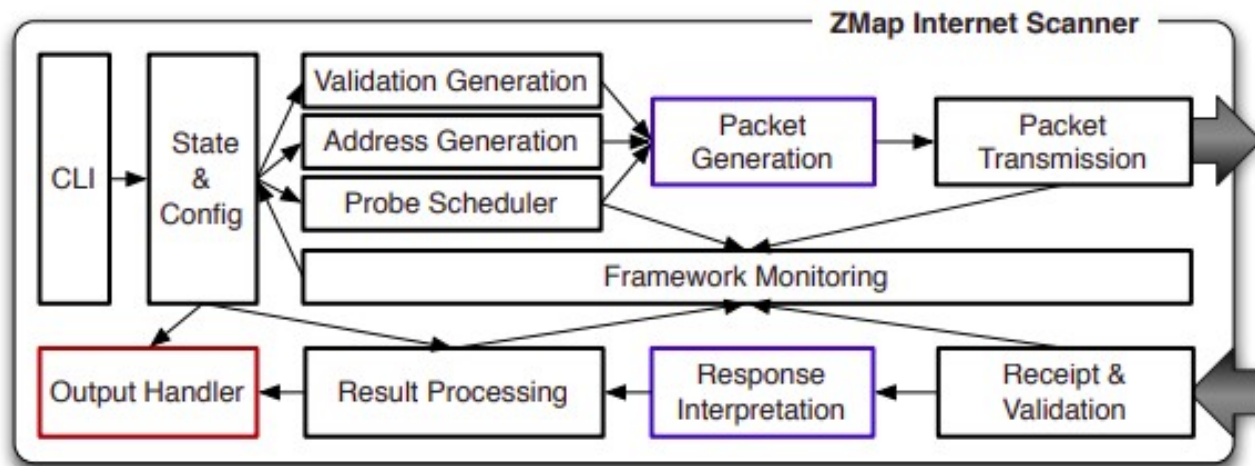 ZMap Internet Scanner
CLI
State
&
Config
Validation Generation
Address Generation
Probe Scheduler
Packet
Generation
Packet
Transmission
Framework Monitoring
Output Handler
Result Processing
Response
Interpretation
Receipt &
Validation